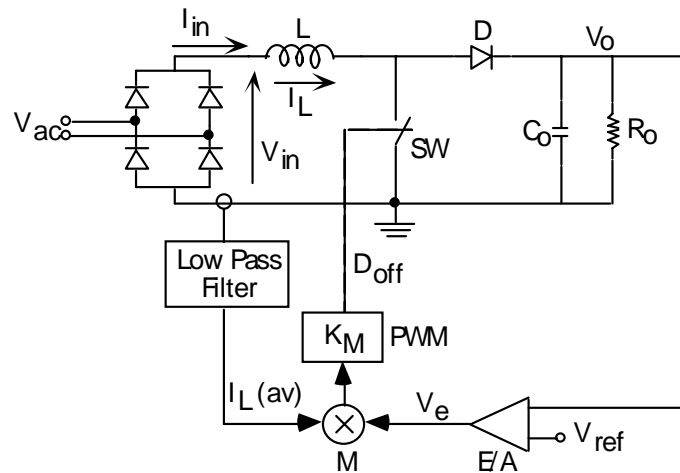 I_in
L
D
V_o
I_L
V_ac
V_in
SW
C_o
R_o
Low Pass
Filter
D_off
K_M
PWM
I_L(av)
V_e
V_ref
M
E/A